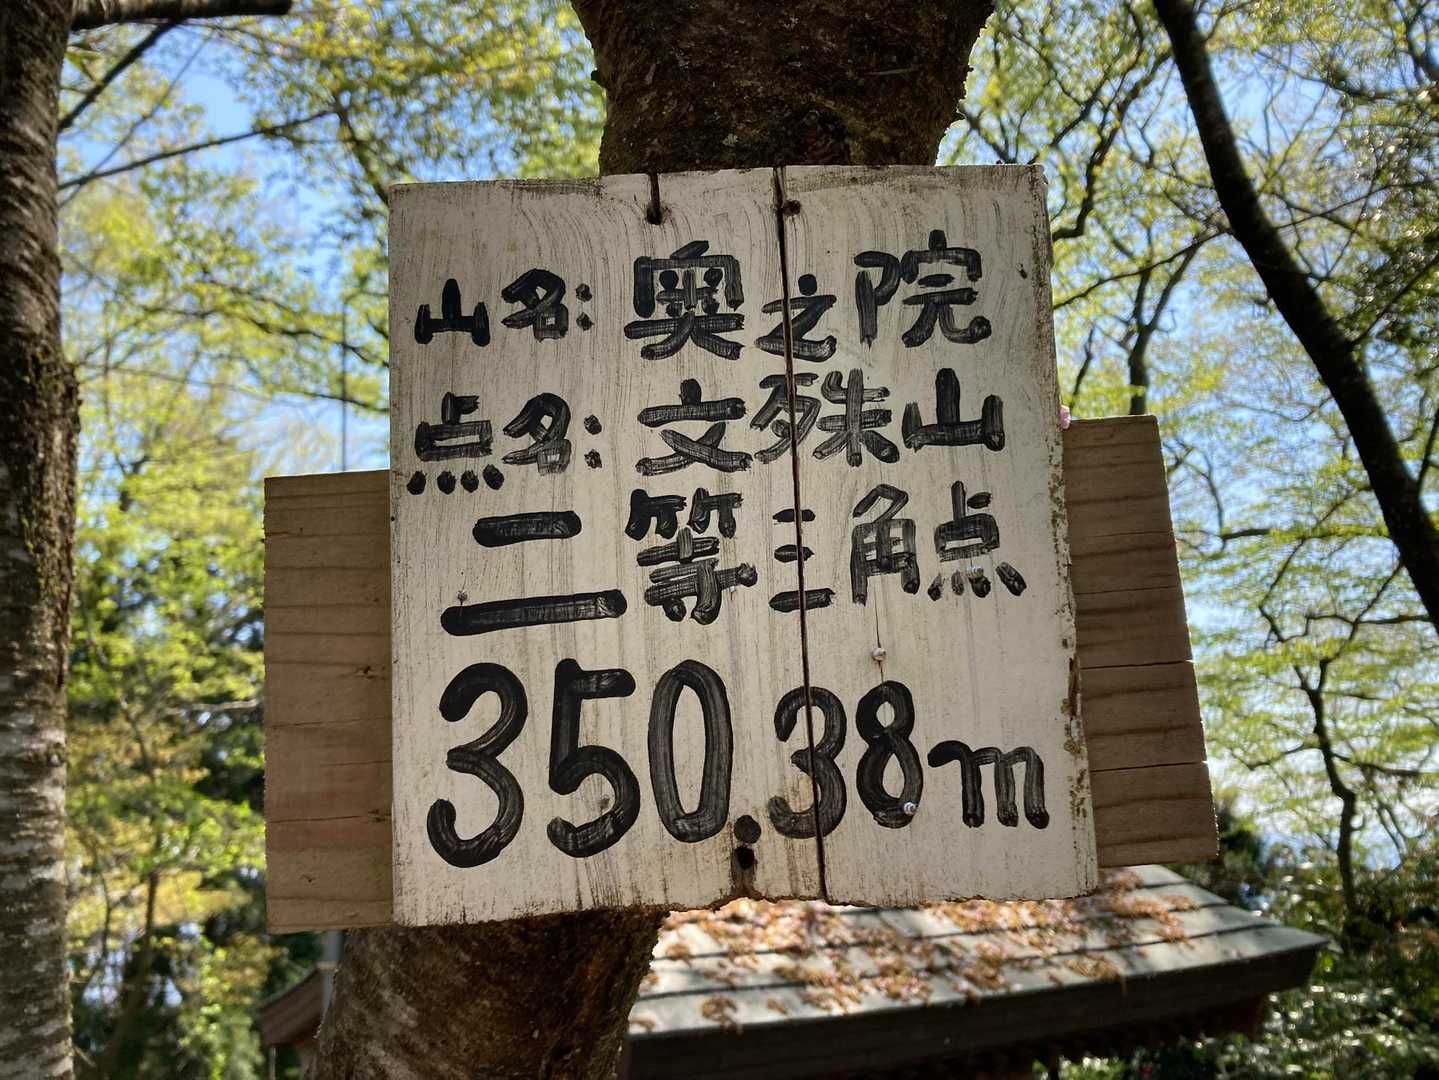 山名:奥之院
点名:文殊山
二等三角点
350.38m